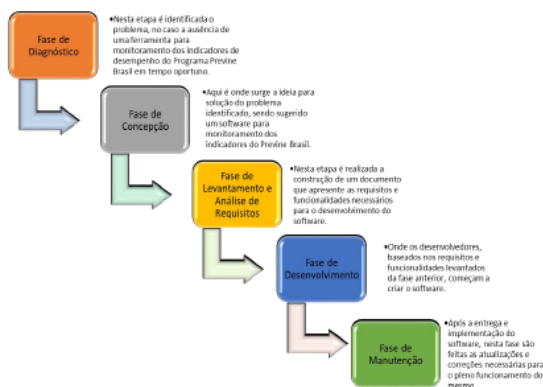 Fase de
Diagnóstico
•Nesta etapa é identificada o
problema, no caso a ausência de
uma ferramenta para
monitoramento dos indicadores de
desempenho do Programa Previne
Brasil em tempo oportuno.
Fase de
Concepção
•Aqui é onde surge a ideia para
solução do problema
identificado, sendo sugerido
um software para
monitoramento dos
indicadores do Previne Brasil.
Fase de
Levantamento e
Análise de
Requisitos
•Nesta etapa é realizada a
construção de um documento
que apresente as requisitos e
funcionalidades necessários
para o desenvolvimento do
software.
Fase de
Desenvolvimento
•Onde os desenvolvedores,
baseados nos requisitos e
funcionalidades levantados
da fase anterior, começam a
criar o software.
Fase de
Manutenção
•Após a entrega e
implementação do
software, nesta fase são
feitas as atualizações e
correções necessárias para
o pleno funcionamento do
mesmo.